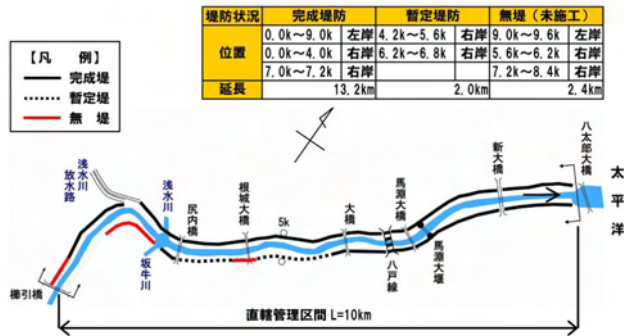 堤防状況 完成堤防 暫定堤防 無堤（未施工）
位置 0.0k～9.0k 左岸 4.2k～5.6k 右岸 9.0k～9.6k 左岸
0.0k～4.0k 右岸 6.2k～6.8k 右岸 5.6k～6.2k 右岸
7.0k～7.2k 右岸 7.2k～8.4k 右岸
延長 13.2km 2.0km 2.4km
【凡 例】
完成堤
暫定堤
無 堤
浅水川
放水路
浅水川
尻内橋
根城大橋
5k
大橋
馬淵大橋
新大橋
八太郎大橋
太平洋
櫛引橋
坂牛川
八戸線
馬淵大堰
直轄管理区間 L=10km